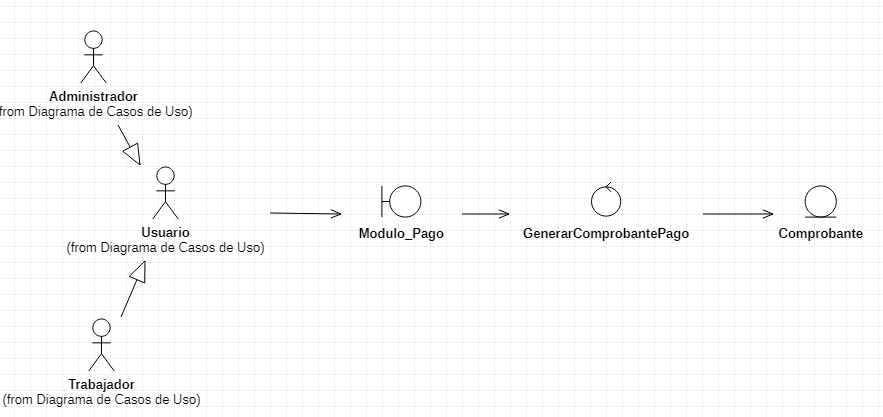 Administrador
from Diagrama de Casos de Uso)
Usuario
(from Diagrama de Casos de Uso)
Modulo_Pago
GenerarComprobantePago
Comprobante
Trabajador
(from Diagrama de Casos de Uso)